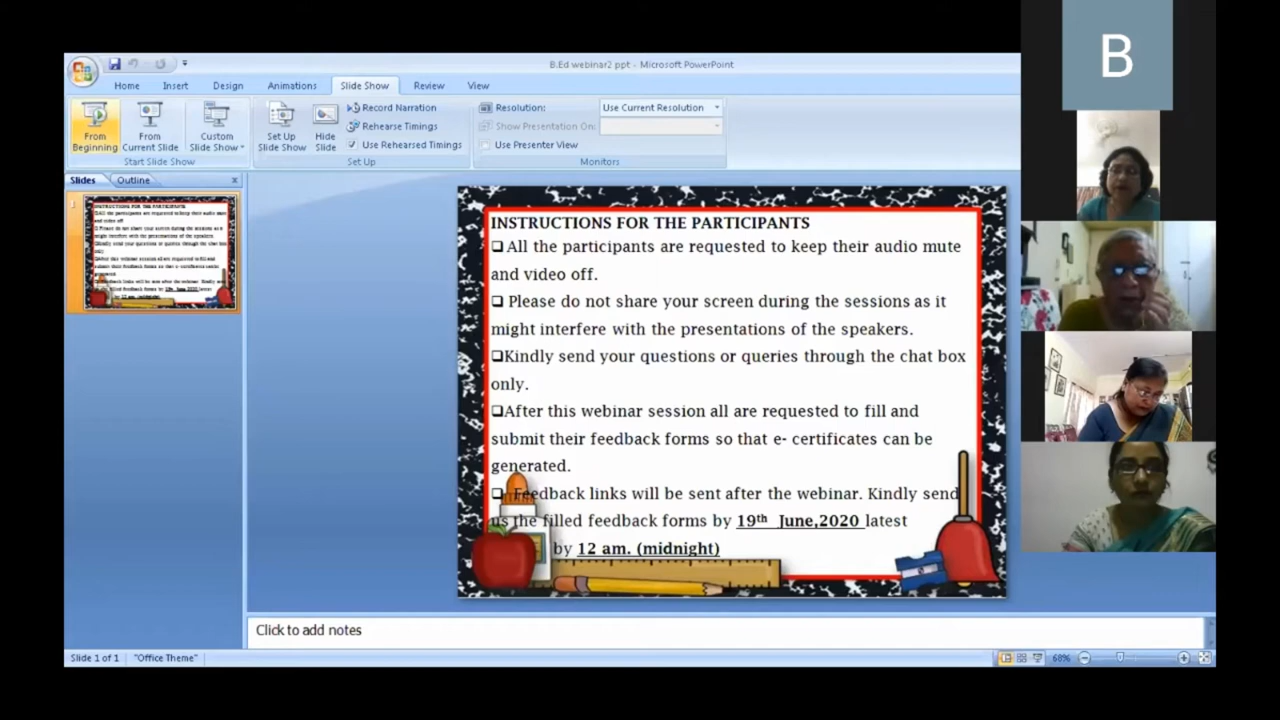 B.Ed webinar2 ppt - Microsoft PowerPoint
B
Home Insert Design Animations Slide Show Review View
From Beginning
From Current Slide
Custom Slide Show
Start Slide Show
Set Up Slide Show
Hide Slide
Record Narration
Rehearse Timings
Use Rehearsed Timings
Set Up
Resolution: Use Current Resolution
Show Presentation On:
Use Presenter View
Monitors
Slides Outline x
1
INSTRUCTIONS FOR THE PARTICIPANTS
❑ All the participants are requested to keep their audio mute
and video off.
❑ Please do not share your screen during the sessions as it
might interfere with the presentations of the speakers.
❑Kindly send your questions or queries through the chat box
only.
❑After this webinar session all are requested to fill and
submit their feedback forms so that e- certificates can be
generated.
❑ Feedback links will be sent after the webinar. Kindly send
us the filled feedback forms by 19th June,2020 latest
by 12 am. (midnight)
Click to add notes
Slide 1 of 1 "Office Theme" 68%